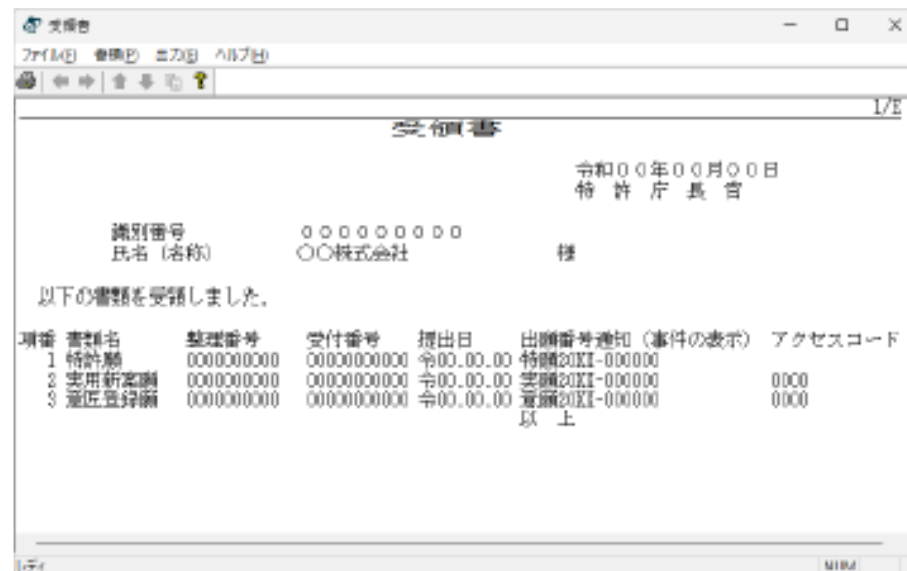 受領書
ファイル(F) 書類(P) 出力(E) ヘルプ(H)
1/E
受領書
令和００年００月００日
特 許 庁 長 官
識別番号 ０００００００００
氏名（名称） 〇〇株式会社 様
以下の書類を受領しました。
項番 書類名 整理番号 受付番号 提出日 出願番号通知（事件の表示） アクセスコード
1 特許願 0000000000 00000000000 令00.00.00 特願20XX-000000
2 実用新案願 0000000000 00000000000 令00.00.00 実願20XX-000000 0000
3 意匠登録願 0000000000 00000000000 令00.00.00 意願20XX-000000 0000
以 上
レディ NUM